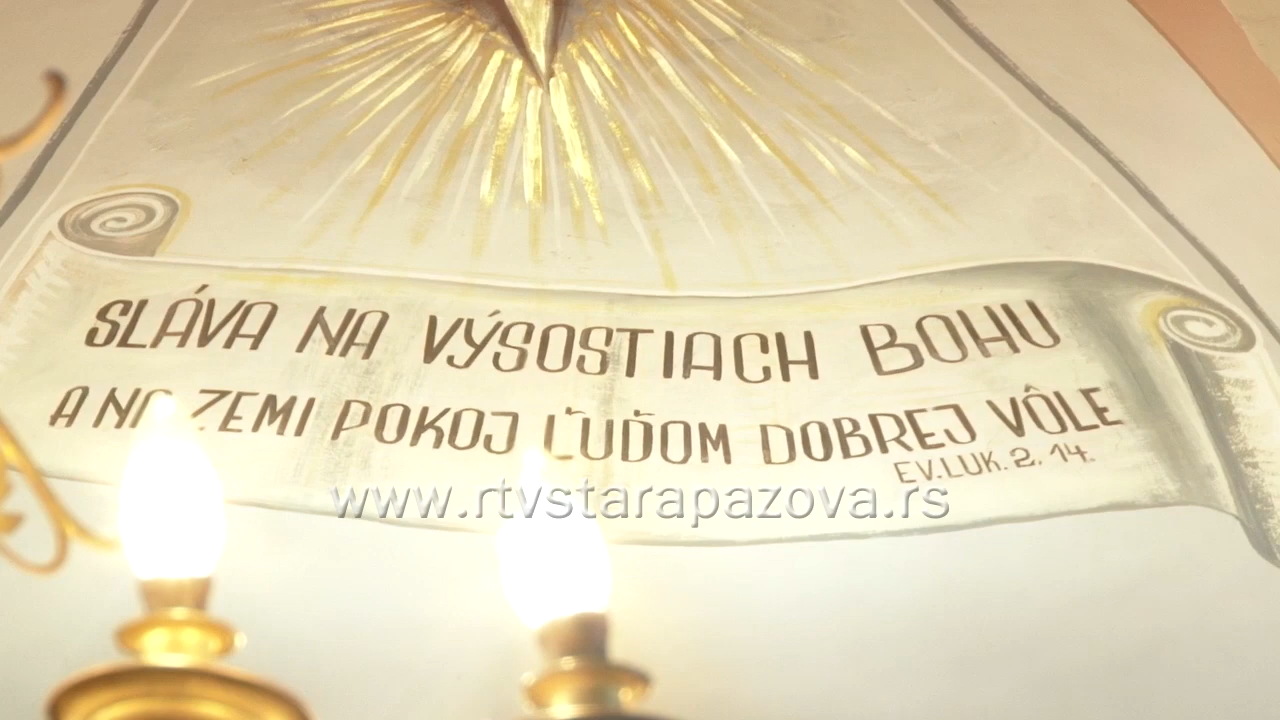 SLÁVA NA VÝSOSTIACH BOHU
A NA ZEMI POKOJ ĽUĎOM DOBREJ VÔLE
EV.LUK.2.14.
www.rtvstarapazova.rs